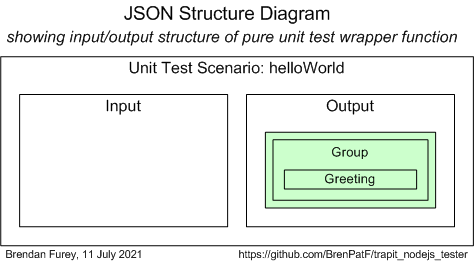 JSON Structure Diagram
showing input/output structure of pure unit test wrapper function
Unit Test Scenario: helloWorld
Input
Output
Group
Greeting
Brendan Furey, 11 July 2021
https://github.com/BrenPatF/trapit_nodejs_tester